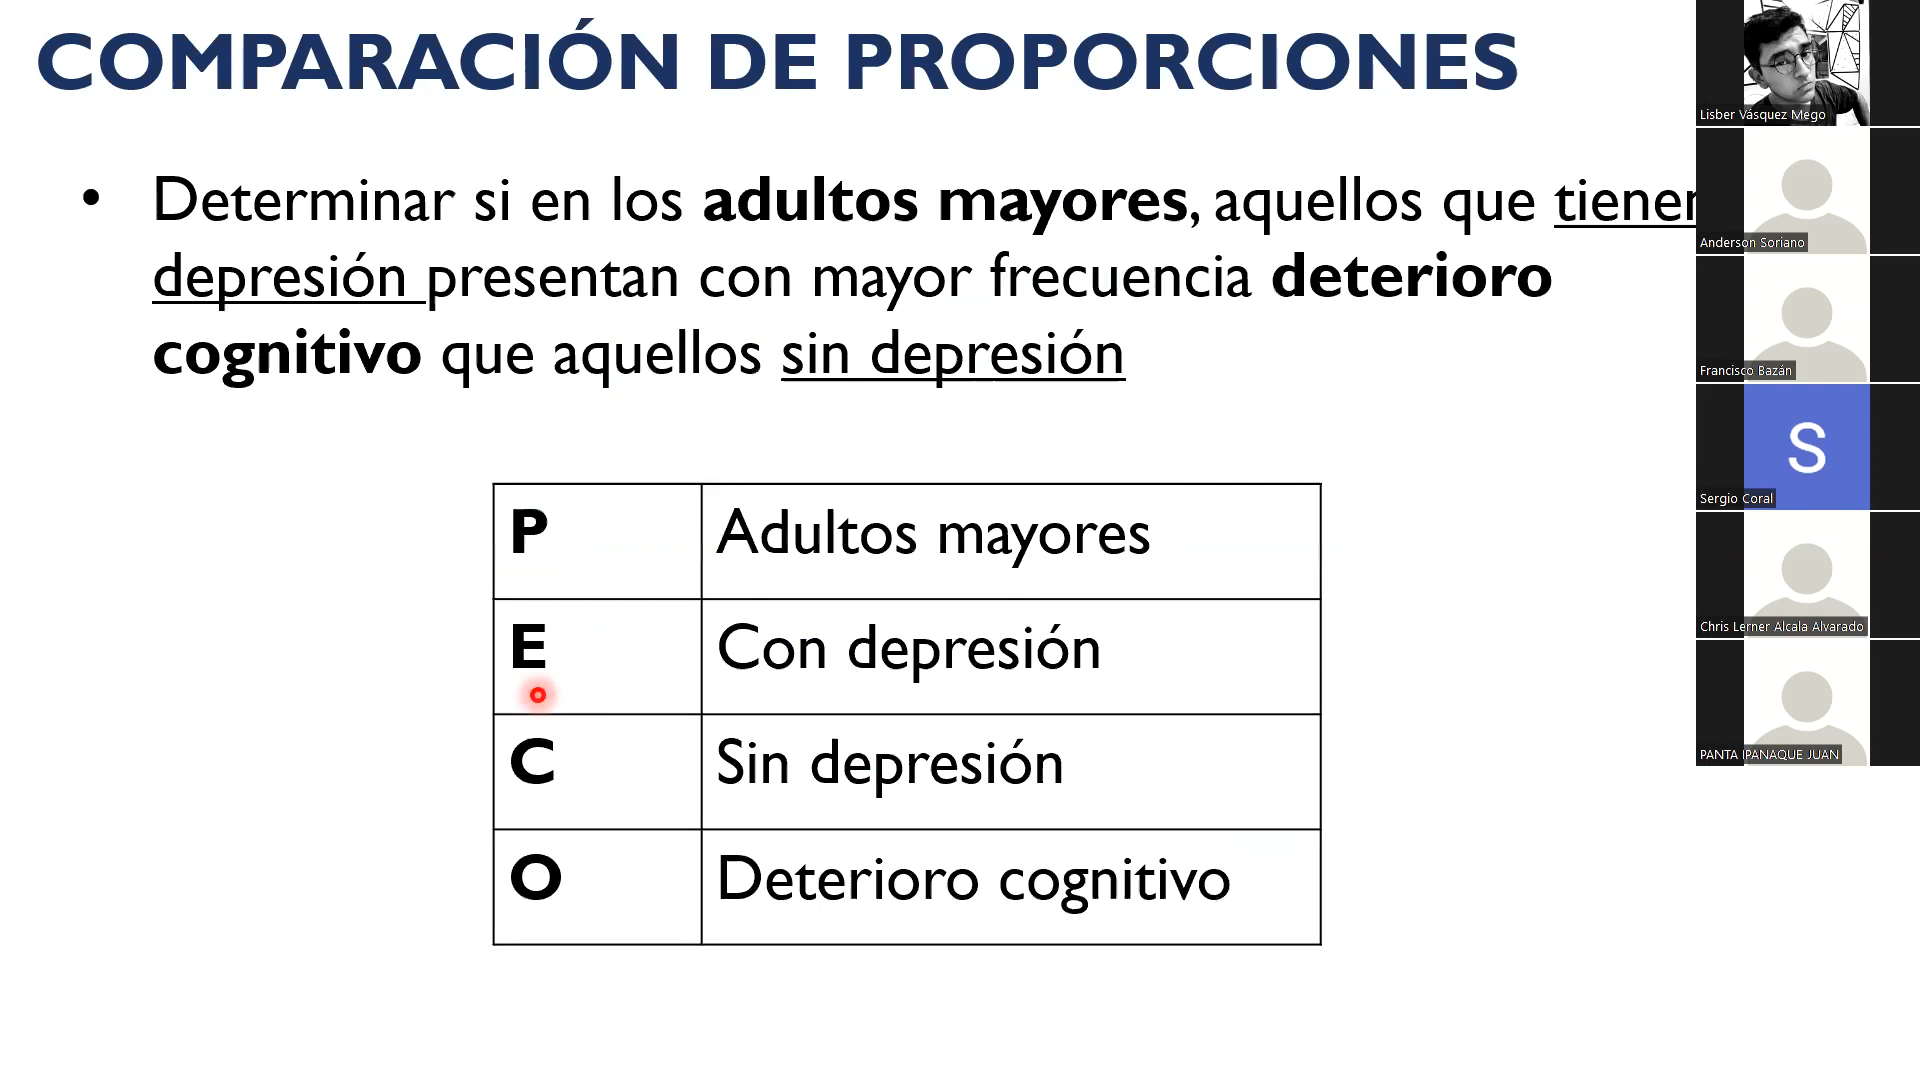 COMPARACIÓN DE PROPORCIONES
• Determinar si en los adultos mayores, aquellos que tienen
depresión presentan con mayor frecuencia deterioro
cognitivo que aquellos sin depresión
P Adultos mayores
E Con depresión
C Sin depresión
O Deterioro cognitivo
Lisber Vásquez Mego
Anderson Soriano
Francisco Bazán
S
Sergio Coral
Chris Lerner Alcala Alvarado
PANTA IPANAQUE JUAN